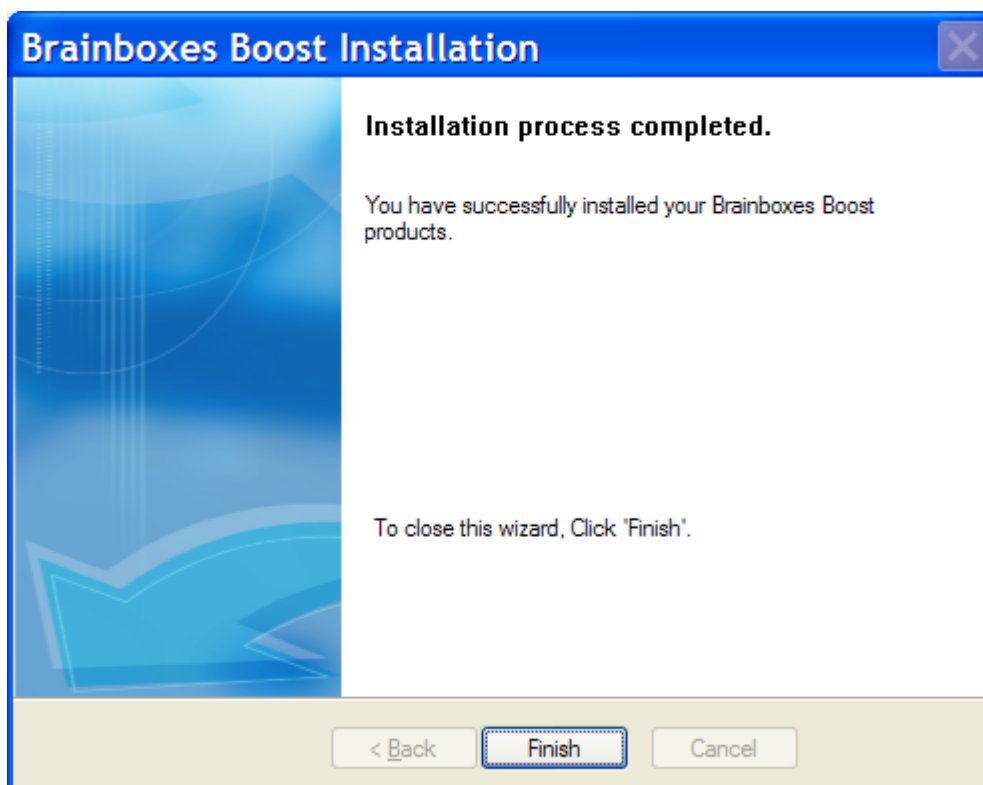 Brainboxes Boost Installation
Installation process completed.
You have successfully installed your Brainboxes Boost
products.
To close this wizard, Click 'Finish'.
< Back Finish Cancel